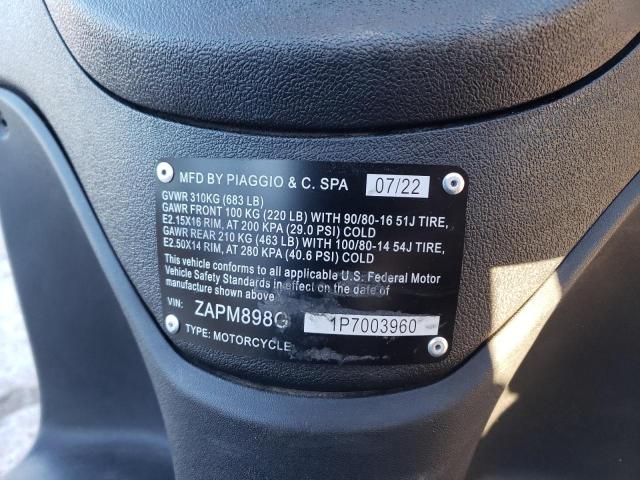 MFD BY PIAGGIO & C. SPA 07/22
GVWR 310KG (683 LB)
GAWR FRONT 100 KG (220 LB) WITH 90/80-16 51J TIRE,
E2.15X16 RIM, AT 200 KPA (29.0 PSI) COLD
GAWR REAR 210 KG (463 LB) WITH 100/80-14 54J TIRE,
E2.50X14 RIM, AT 280 KPA (40.6 PSI) COLD
This vehicle conforms to all applicable U.S. Federal Motor
Vehicle Safety Standards in effect on the date of
manufacture shown above
VIN: ZAPM898G 1P7003960
TYPE: MOTORCYCLE